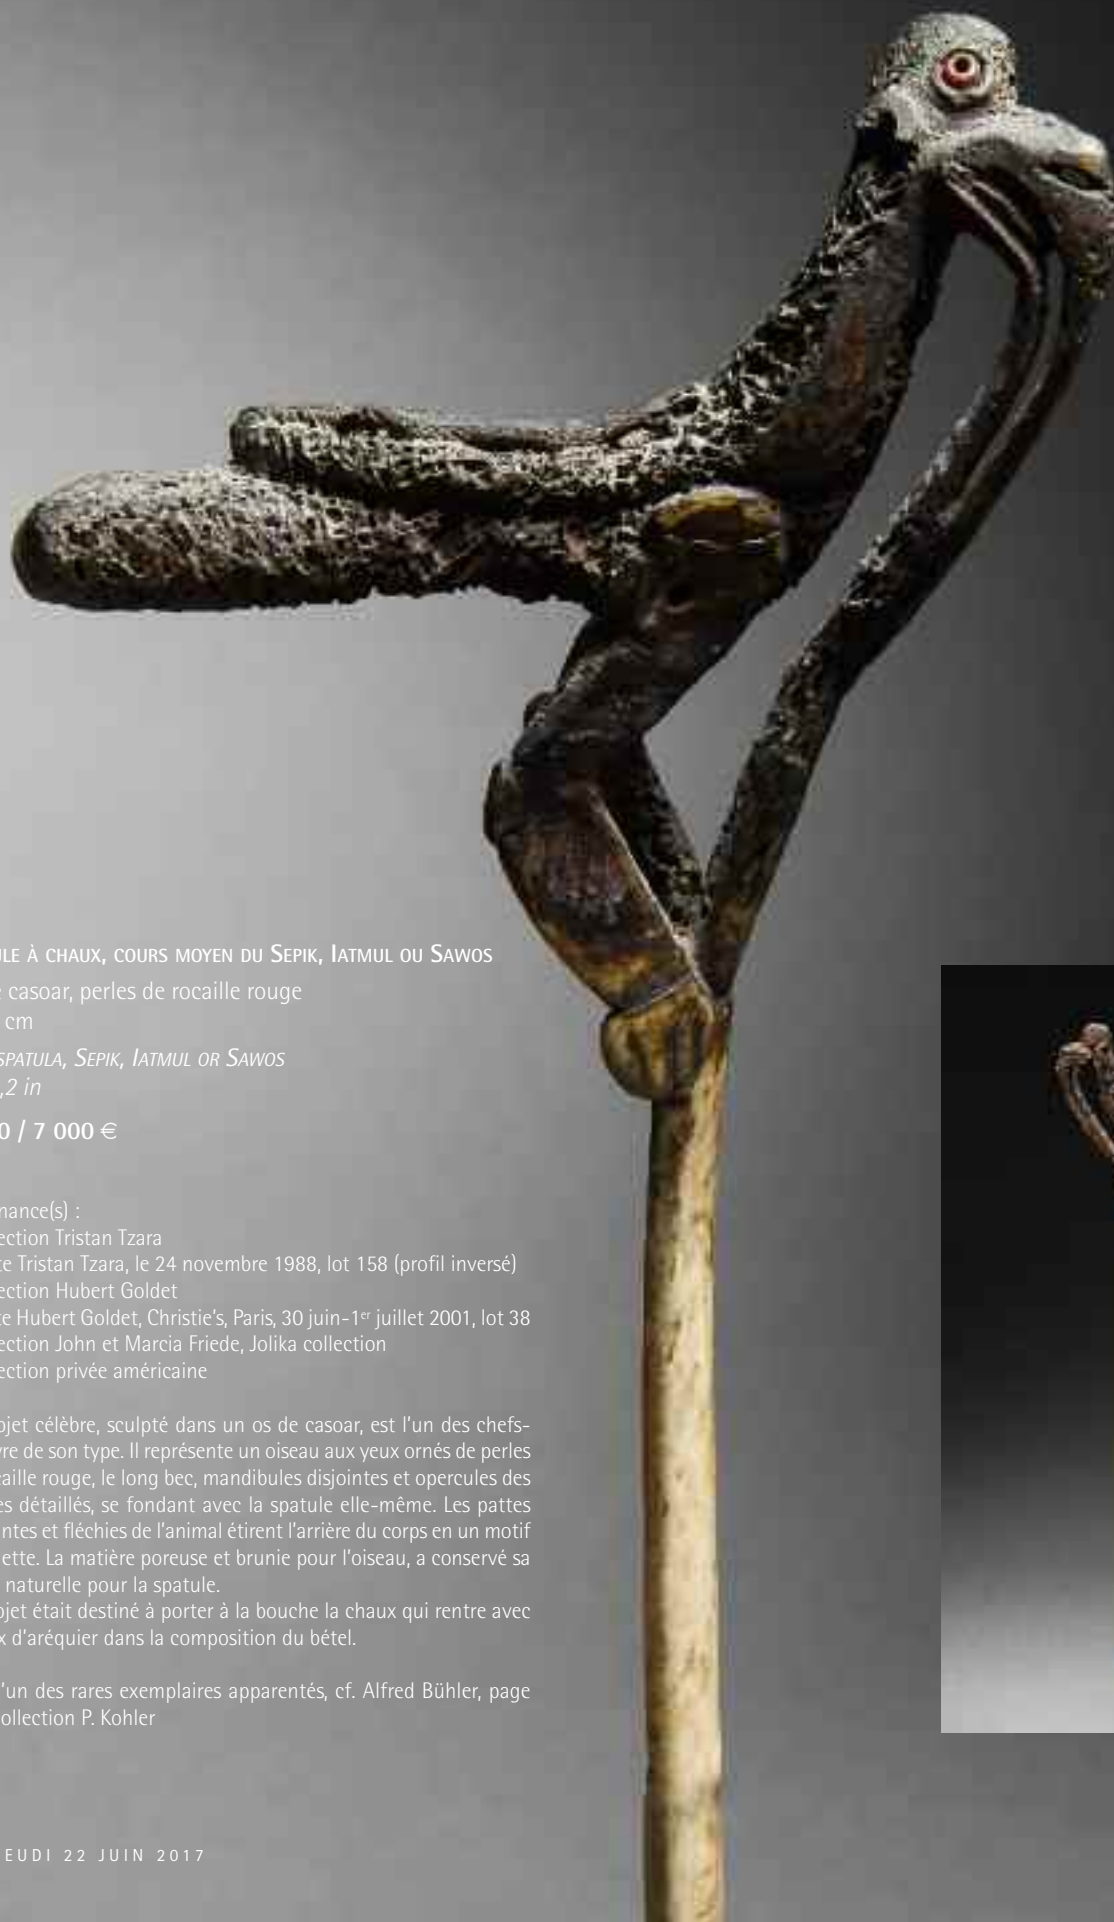 ULE À CHAUX, COURS MOYEN DU SEPIK, IATMUL OU SAWOS
casoar, perles de rocaille rouge
cm
SPATULA, SEPIK, IATMUL OR SAWOS
,2 in
0 / 7 000 €
nance(s) :
ection Tristan Tzara
te Tristan Tzara, le 24 novembre 1988, lot 158 (profil inversé)
ection Hubert Goldet
te Hubert Goldet, Christie's, Paris, 30 juin-1er juillet 2001, lot 38
ection John et Marcia Friede, Jolika collection
ection privée américaine
bjet célèbre, sculpté dans un os de casoar, est l'un des chefs-
vre de son type. Il représente un oiseau aux yeux ornés de perles
caille rouge, le long bec, mandibules disjointes et opercules des
es détaillés, se fondant avec la spatule elle-même. Les pattes
ntes et fléchies de l'animal étirent l'arrière du corps en un motif
ette. La matière poreuse et brunie pour l'oiseau, a conservé sa
naturelle pour la spatule.
bjet était destiné à porter à la bouche la chaux qui rentre avec
x d'aréquier dans la composition du bétel.
'un des rares exemplaires apparentés, cf. Alfred Bühler, page
ollection P. Kohler
EUDI 22 JUIN 2017